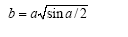 b = a√sin a/2